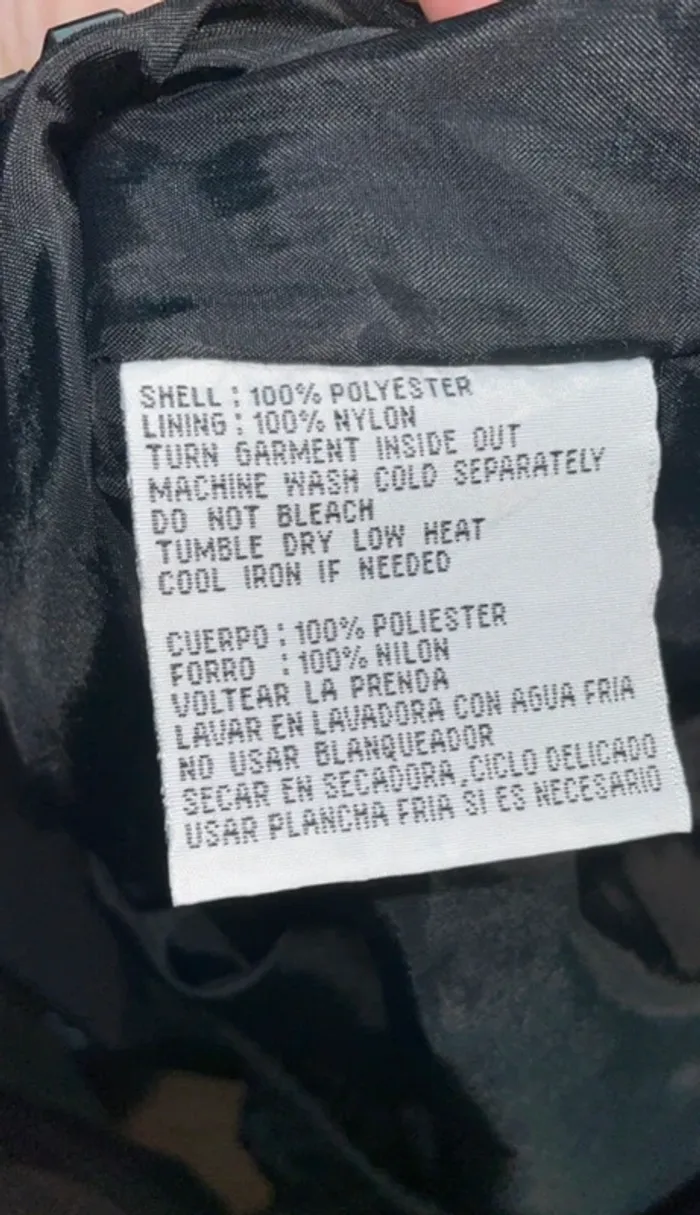 SHELL : 100% POLYESTER
LINING : 100% NYLON
TURN GARMENT INSIDE OUT
MACHINE WASH COLD SEPARATELY
DO NOT BLEACH
TUMBLE DRY LOW HEAT
COOL IRON IF NEEDED
CUERPO : 100% POLIESTER
FORRO : 100% NILON
VOLTEAR LA PRENDA
LAVAR EN LAVADORA CON AGUA FRIA
NO USAR BLANQUEADOR
SECAR EN SECADORA, CICLO DELICADO
USAR PLANCHA FRIA SI ES NECESARIO